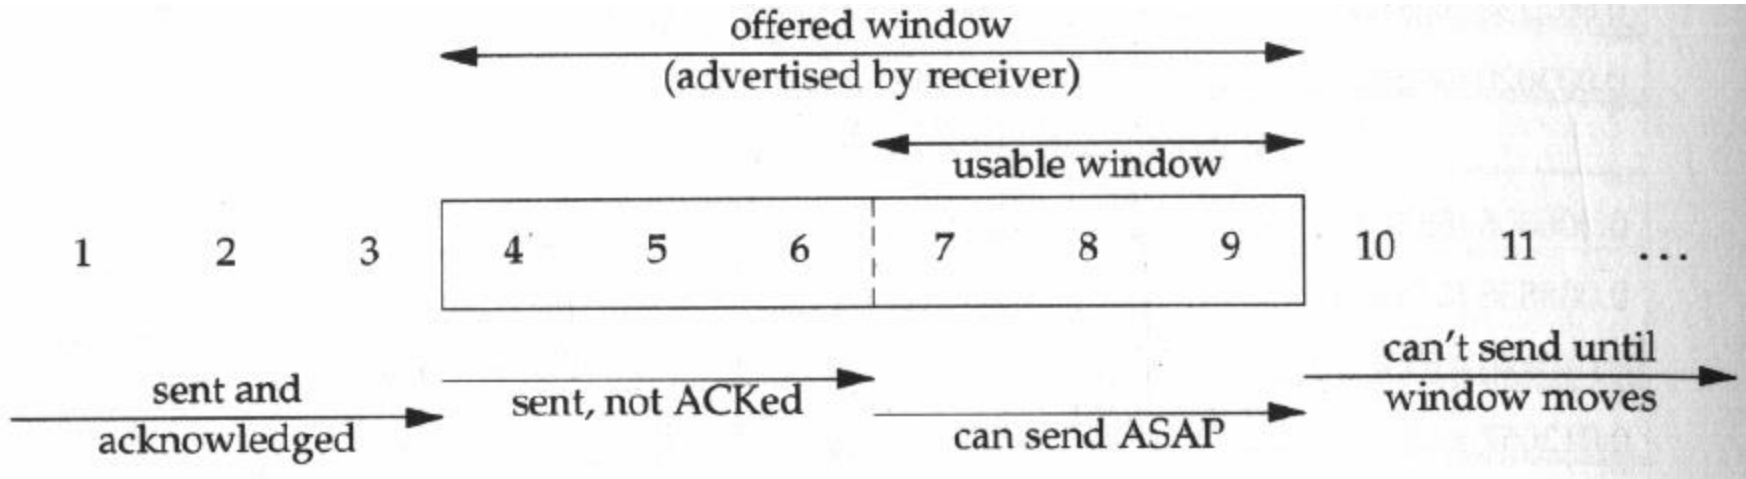 offered window
(advertised by receiver)
usable window
1 2 3 4 5 6 7 8 9 10 11 ...
sent and
acknowledged
sent, not ACKed
can send ASAP
can't send until
window moves